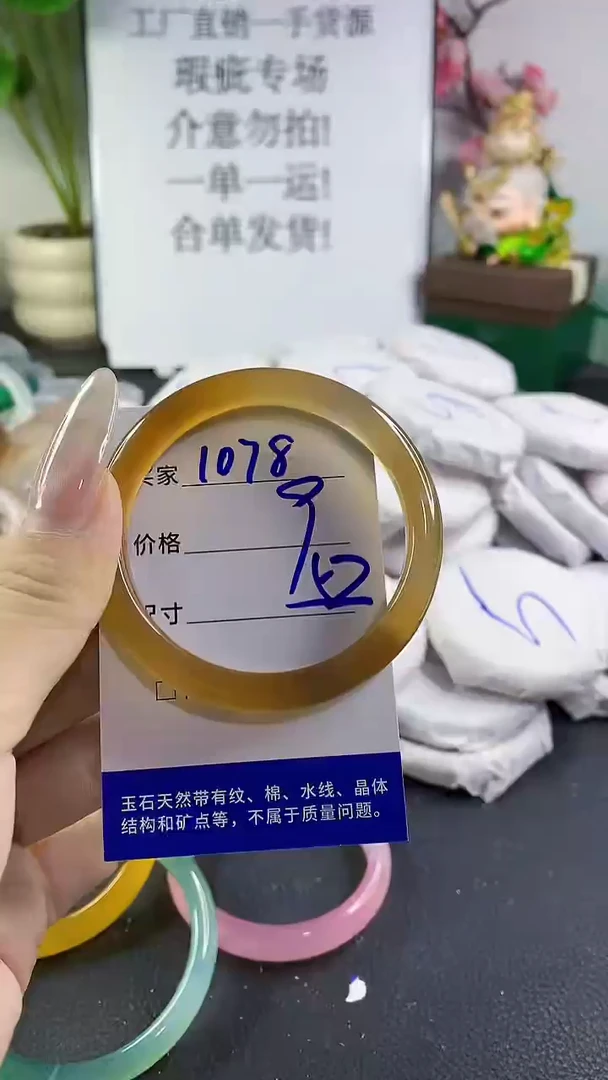 工厂直销一手货源
瑕疵专场
介意勿拍!
一单一运!
合单发货!
买家 1078
价格
尺寸
玉石天然带有纹、棉、水线、晶体
结构和矿点等，不属于质量问题。
5